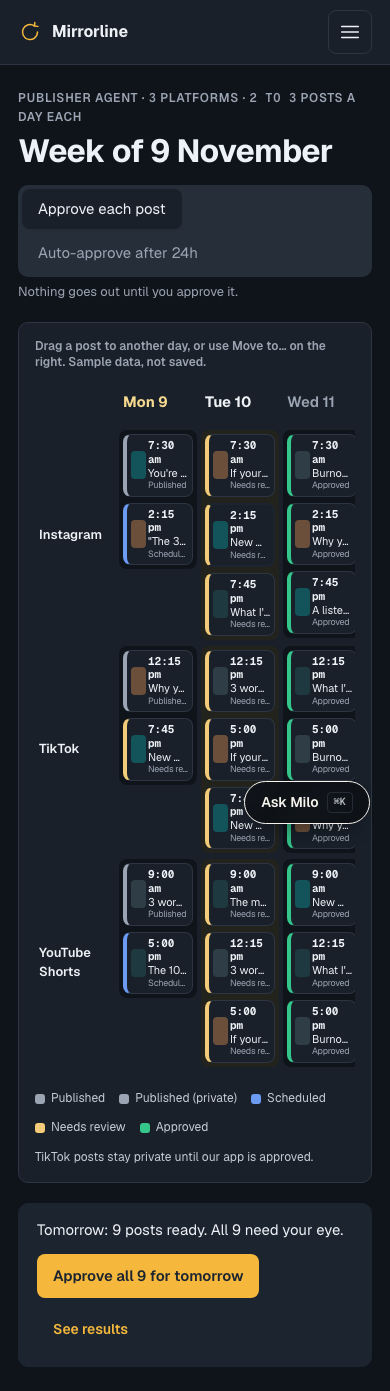 Mirrorline
PUBLISHER AGENT · 3 PLATFORMS · 2 TO 3 POSTS A
DAY EACH
Week of 9 November
Approve each post
Auto-approve after 24h
Nothing goes out until you approve it.
Drag a post to another day, or use Move to… on the
right. Sample data, not saved.
Mon 9 Tue 10 Wed 11
Instagram
7:30
am
You're …
Published
2:15
pm
"The 3…
Schedul…
7:30
am
If your…
Needs re…
2:15
pm
New …
Needs r…
7:45
pm
What I'…
Needs re…
7:30
am
Burno…
Approved
2:15
pm
Why y…
Approved
7:45
pm
A liste…
Approved
TikTok
12:15
pm
Why y…
Publishe…
7:45
pm
New …
Needs re…
12:15
pm
3 wor…
Needs re…
5:00
pm
If your…
Needs re…
7:
New …
Needs re…
12:15
pm
What I'…
Approved
5:00
pm
Burno…
Approved
Why y…
Approved
Ask Milo ⌘K
YouTube
Shorts
9:00
am
3 wor…
Published
5:00
pm
The 10…
Schedul…
9:00
am
The m…
Needs re…
12:15
pm
3 wor…
Needs re…
5:00
pm
If your…
Needs re…
9:00
am
New …
Approved
12:15
pm
What I'…
Approved
5:00
pm
Burno…
Approved
Published Published (private) Scheduled
Needs review Approved
TikTok posts stay private until our app is approved.
Tomorrow: 9 posts ready. All 9 need your eye.
Approve all 9 for tomorrow
See results